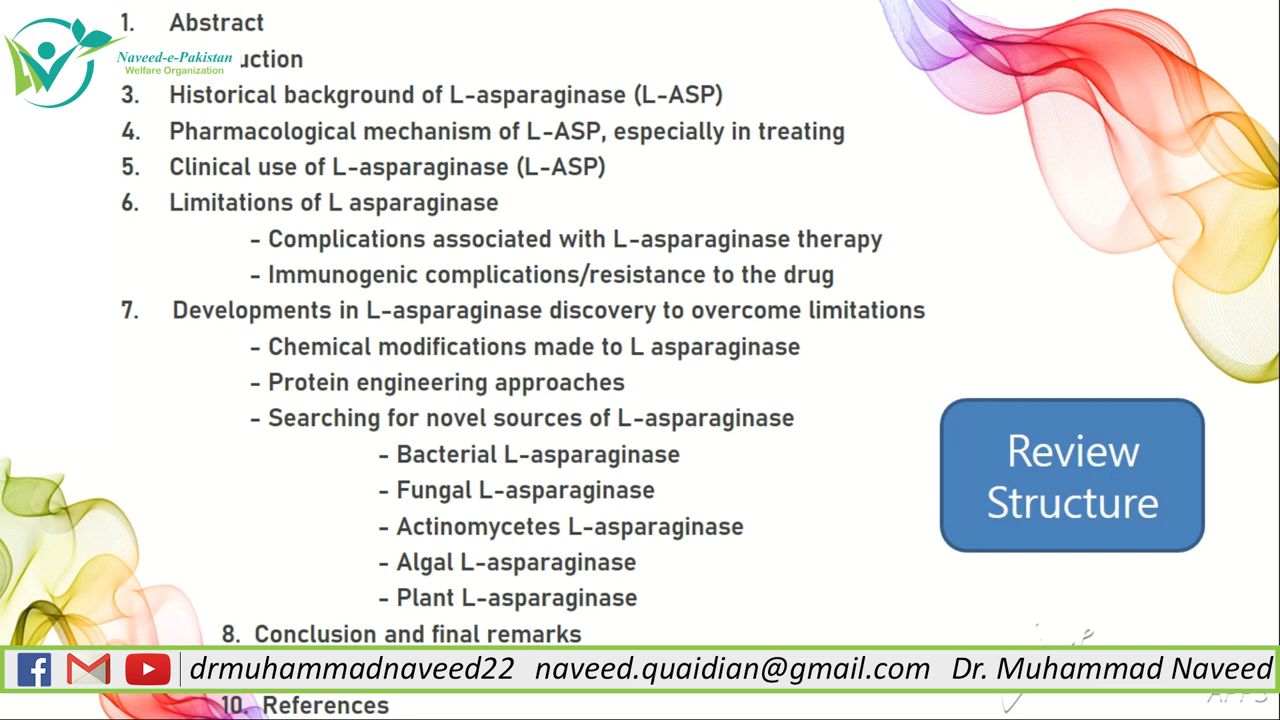 1. Abstract
Naveed-e-Pakistan
Welfare Organization
uction
3. Historical background of L-asparaginase (L-ASP)
4. Pharmacological mechanism of L-ASP, especially in treating
5. Clinical use of L-asparaginase (L-ASP)
6. Limitations of L asparaginase
- Complications associated with L-asparaginase therapy
- Immunogenic complications/resistance to the drug
7. Developments in L-asparaginase discovery to overcome limitations
- Chemical modifications made to L asparaginase
- Protein engineering approaches
- Searching for novel sources of L-asparaginase
- Bacterial L-asparaginase
- Fungal L-asparaginase
- Actinomycetes L-asparaginase
- Algal L-asparaginase
- Plant L-asparaginase
Review
Structure
8. Conclusion and final remarks
drmuhammadnaveed22 naveed.quaidian@gmail.com Dr. Muhammad Naveed
10. References